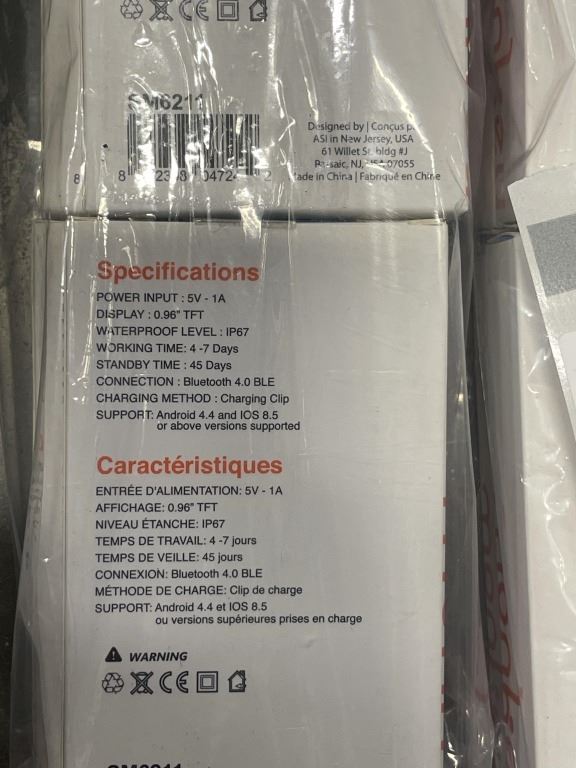 SM6211
Designed by | Conçus p.
ASI in New Jersey, USA
61 Willet St. bldg #J
Passaic, NJ, USA 07055
Made in China | Fabriqué en Chine
Specifications
POWER INPUT : 5V - 1A
DISPLAY : 0.96" TFT
WATERPROOF LEVEL : IP67
WORKING TIME: 4 -7 Days
STANDBY TIME : 45 Days
CONNECTION : Bluetooth 4.0 BLE
CHARGING METHOD : Charging Clip
SUPPORT: Android 4.4 and IOS 8.5
or above versions supported
Caractéristiques
ENTRÉE D'ALIMENTATION: 5V - 1A
AFFICHAGE: 0.96" TFT
NIVEAU ÉTANCHE: IP67
TEMPS DE TRAVAIL: 4 -7 jours
TEMPS DE VEILLE: 45 jours
CONNEXION: Bluetooth 4.0 BLE
MÉTHODE DE CHARGE: Clip de charge
SUPPORT: Android 4.4 et IOS 8.5
ou versions supérieures prises en charge
WARNING
CE
SM6211